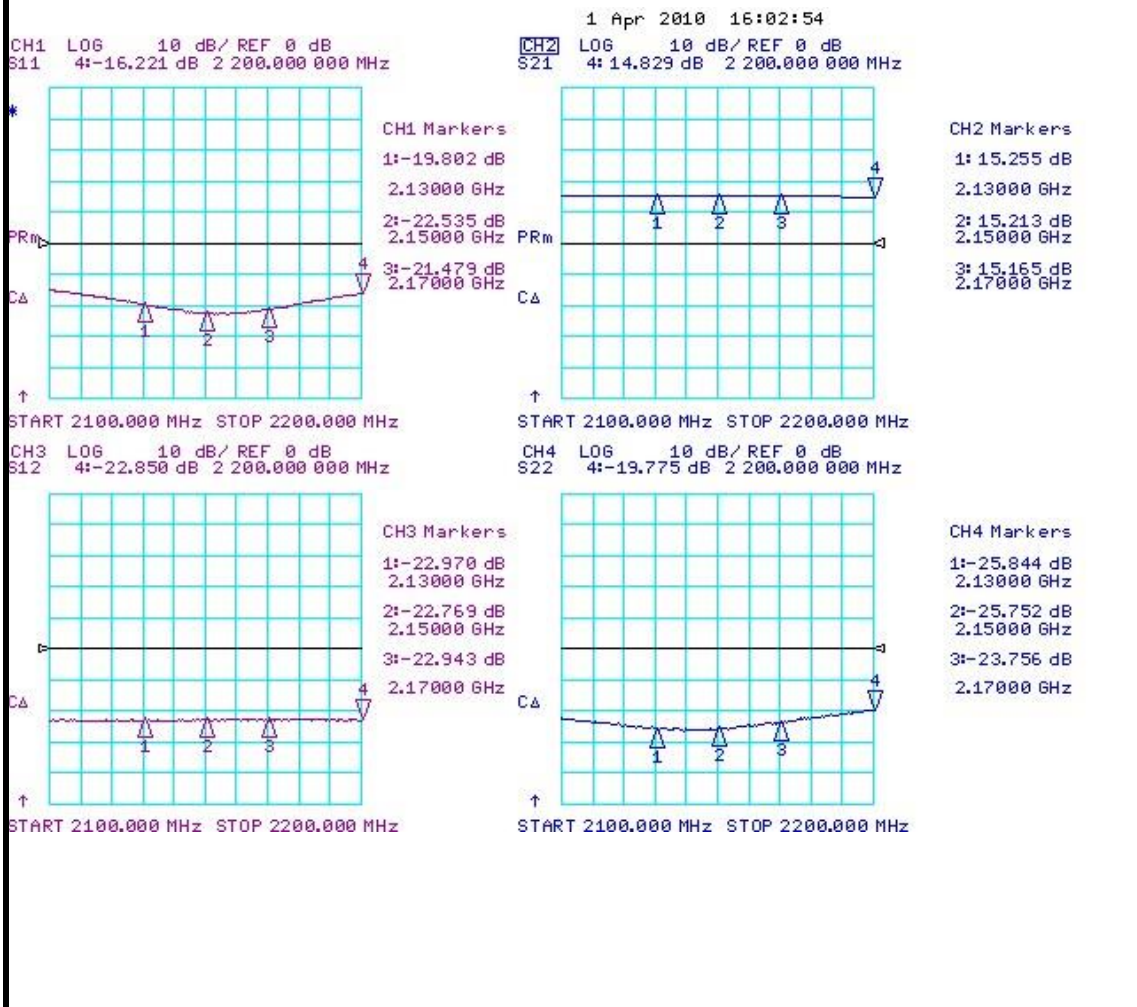 1 Apr 2010 16:02:54
CH1 LOG 10 dB/ REF 0 dB
S11 4:-16.221 dB 2 200.000 000 MHz
*
CH1 Markers
1:-19.802 dB
2.13000 GHz
2:-22.535 dB
2.15000 GHz
3:-21.479 dB
2.17000 GHz
PRm
CΔ
4
1
2
3
↑
START 2100.000 MHz STOP 2200.000 MHz
CH2 LOG 10 dB/ REF 0 dB
S21 4: 14.829 dB 2 200.000 000 MHz
CH2 Markers
1: 15.255 dB
2.13000 GHz
2: 15.213 dB
2.15000 GHz
3: 15.165 dB
2.17000 GHz
PRm
CΔ
4
1
2
3
↑
START 2100.000 MHz STOP 2200.000 MHz
CH3 LOG 10 dB/ REF 0 dB
S12 4:-22.850 dB 2 200.000 000 MHz
CH3 Markers
1:-22.970 dB
2.13000 GHz
2:-22.769 dB
2.15000 GHz
3:-22.943 dB
2.17000 GHz
CΔ
4
1
2
3
↑
START 2100.000 MHz STOP 2200.000 MHz
CH4 LOG 10 dB/ REF 0 dB
S22 4:-19.775 dB 2 200.000 000 MHz
CH4 Markers
1:-25.844 dB
2.13000 GHz
2:-25.752 dB
2.15000 GHz
3:-23.756 dB
2.17000 GHz
CΔ
4
1
2
3
↑
START 2100.000 MHz STOP 2200.000 MHz